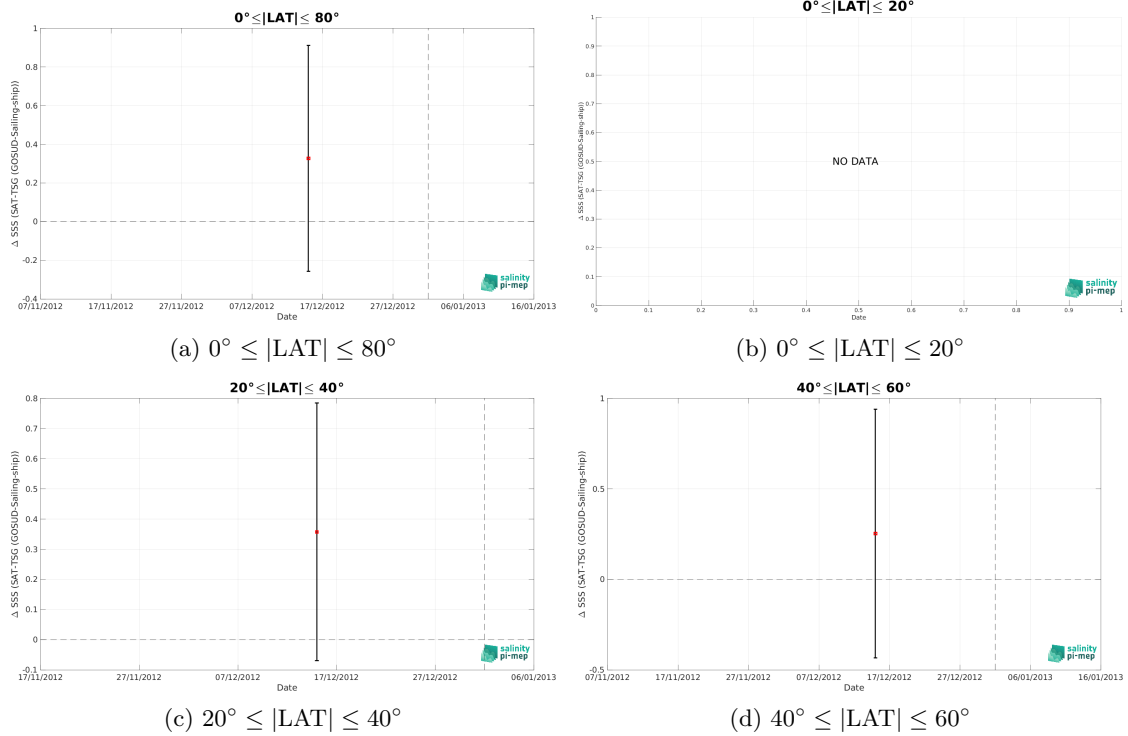 0°≤|LAT|≤ 80°
1
0.8
0.6
0.4
0.2
0
-0.2
-0.4
Δ SSS (SAT-TSG (GOSUD-Sailing-ship))
07/11/2012 17/11/2012 27/11/2012 07/12/2012 17/12/2012 27/12/2012 06/01/2013 16/01/2013
Date
salinity
pi-mep
(a) 0° ≤ |LAT| ≤ 80°
0°≤|LAT|≤ 20°
1
0.9
0.8
0.7
0.6
0.5
0.4
0.3
0.2
0.1
0
Δ SSS (SAT-TSG (GOSUD-Sailing-ship))
NO DATA
0 0.1 0.2 0.3 0.4 0.5 0.6 0.7 0.8 0.9 1
Date
salinity
pi-mep
(b) 0° ≤ |LAT| ≤ 20°
20°≤|LAT|≤ 40°
0.8
0.7
0.6
0.5
0.4
0.3
0.2
0.1
0
-0.1
Δ SSS (SAT-TSG (GOSUD-Sailing-ship))
17/11/2012 27/11/2012 07/12/2012 17/12/2012 27/12/2012 06/01/2013
Date
salinity
pi-mep
(c) 20° ≤ |LAT| ≤ 40°
40°≤|LAT|≤ 60°
1
0.5
0
-0.5
Δ SSS (SAT-TSG (GOSUD-Sailing-ship))
07/11/2012 17/11/2012 27/11/2012 07/12/2012 17/12/2012 27/12/2012 06/01/2013 16/01/2013
Date
salinity
pi-mep
(d) 40° ≤ |LAT| ≤ 60°